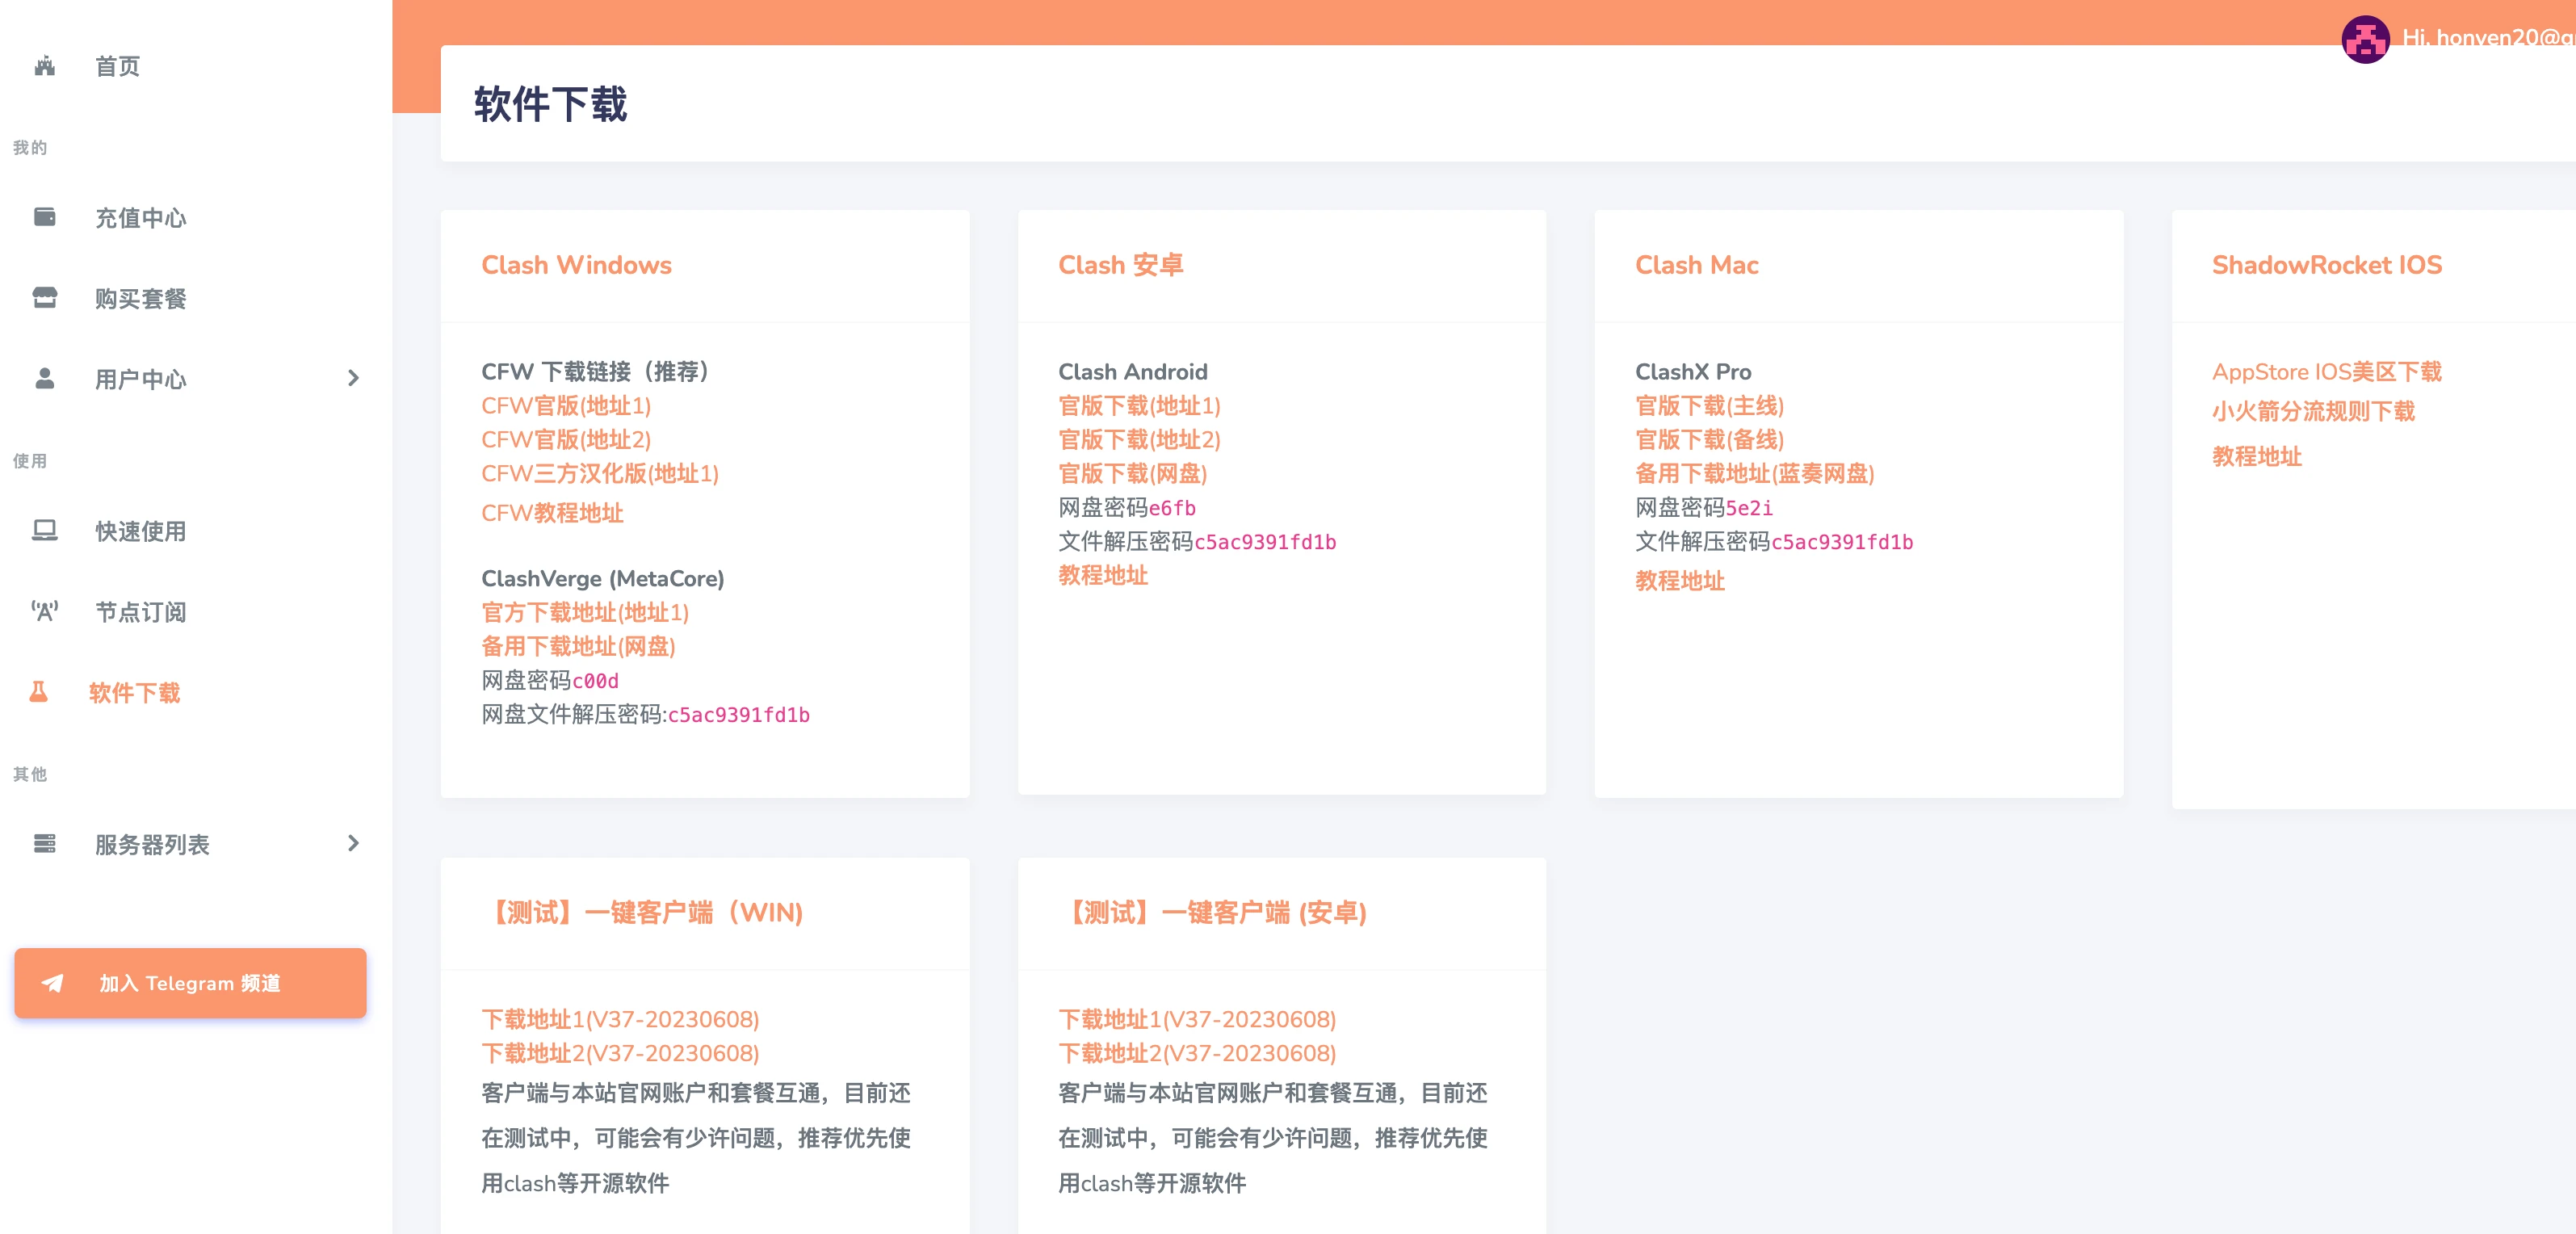 首页
我的
充值中心
购买套餐
用户中心
使用
快速使用
节点订阅
软件下载
其他
服务器列表
加入 Telegram 频道
Hi, honven20@
软件下载
Clash Windows
CFW 下载链接（推荐）
CFW官版(地址1)
CFW官版(地址2)
CFW三方汉化版(地址1)
CFW教程地址
ClashVerge (MetaCore)
官方下载地址(地址1)
备用下载地址(网盘)
网盘密码c00d
网盘文件解压密码:c5ac9391fd1b
Clash 安卓
Clash Android
官版下载(地址1)
官版下载(地址2)
官版下载(网盘)
网盘密码e6fb
文件解压密码c5ac9391fd1b
教程地址
Clash Mac
ClashX Pro
官版下载(主线)
官版下载(备线)
备用下载地址(蓝奏网盘)
网盘密码5e2i
文件解压密码c5ac9391fd1b
教程地址
ShadowRocket IOS
AppStore IOS美区下载
小火箭分流规则下载
教程地址
【测试】一键客户端（WIN)
下载地址1(V37-20230608)
下载地址2(V37-20230608)
客户端与本站官网账户和套餐互通，目前还
在测试中，可能会有少许问题，推荐优先使
用clash等开源软件
【测试】一键客户端 (安卓)
下载地址1(V37-20230608)
下载地址2(V37-20230608)
客户端与本站官网账户和套餐互通，目前还
在测试中，可能会有少许问题，推荐优先使
用clash等开源软件